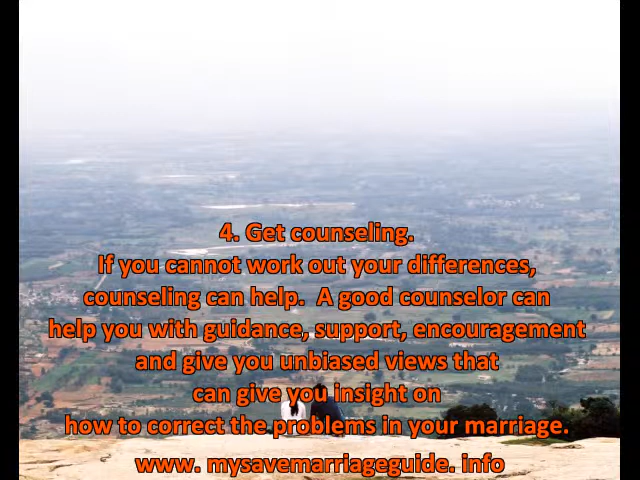 4. Get counseling.
If you cannot work out your differences,
counseling can help.  A good counselor can
help you with guidance, support, encouragement
and give you unbiased views that
can give you insight on
how to correct the problems in your marriage.
www. mysavemarriageguide. info